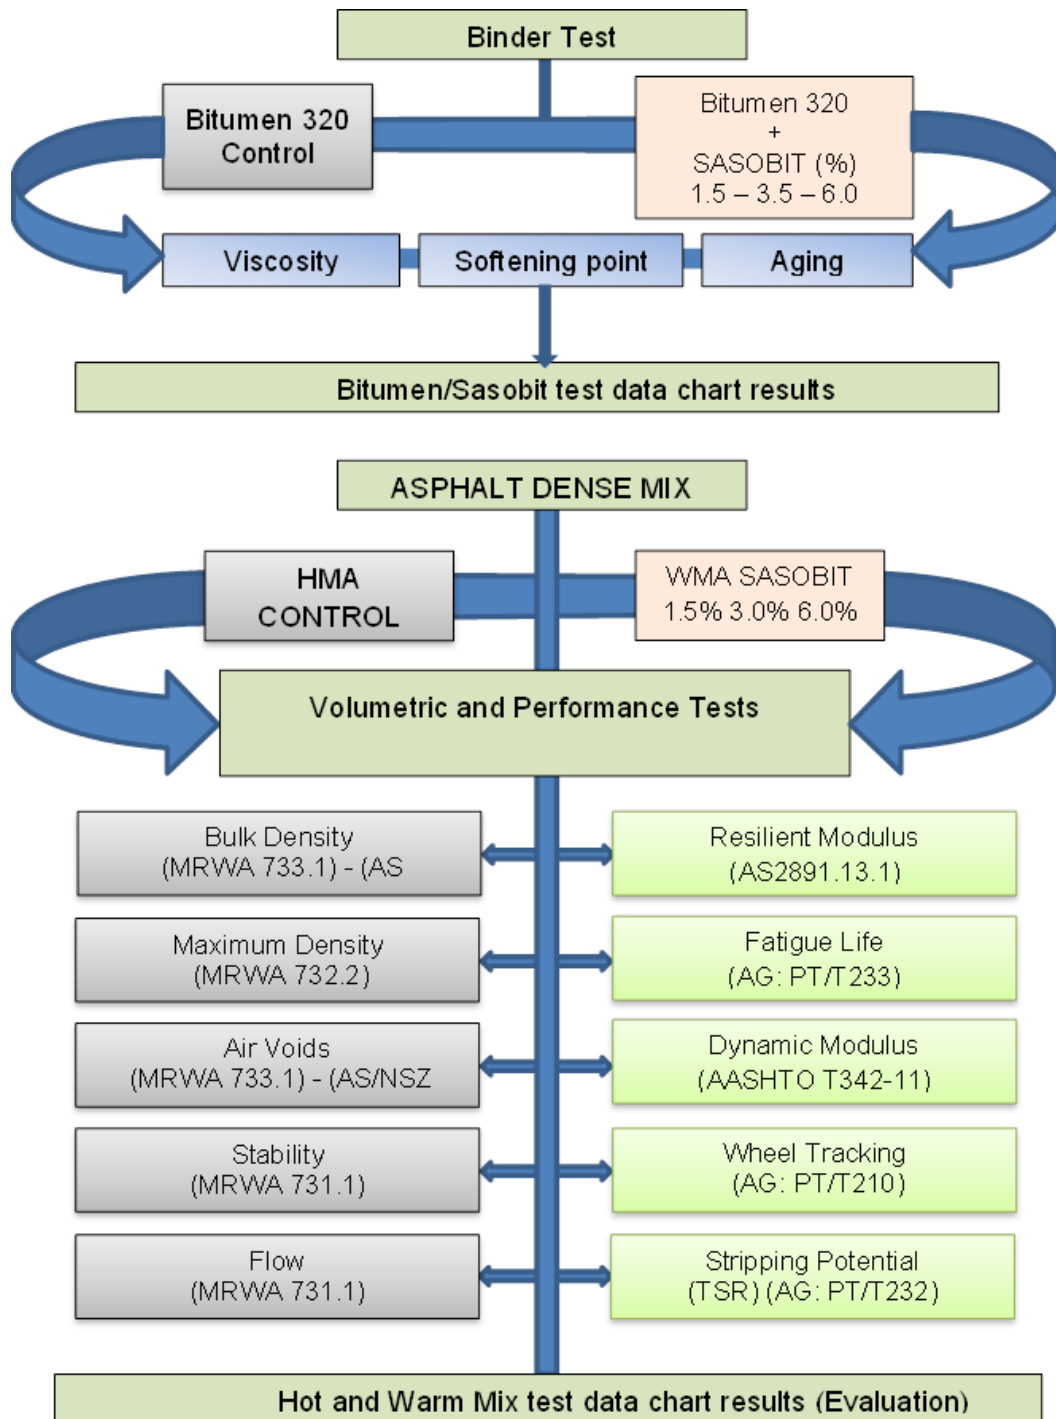 Binder Test
Bitumen 320
Control
Bitumen 320
+
SASOBIT (%)
1.5 – 3.5 – 6.0
Viscosity
Softening point
Aging
Bitumen/Sasobit test data chart results
ASPHALT DENSE MIX
HMA
CONTROL
WMA SASOBIT
1.5% 3.0% 6.0%
Volumetric and Performance Tests
Bulk Density
(MRWA 733.1) - (AS
Resilient Modulus
(AS2891.13.1)
Maximum Density
(MRWA 732.2)
Fatigue Life
(AG: PT/T233)
Air Voids
(MRWA 733.1) - (AS/NSZ
Dynamic Modulus
(AASHTO T342-11)
Stability
(MRWA 731.1)
Wheel Tracking
(AG: PT/T210)
Flow
(MRWA 731.1)
Stripping Potential
(TSR) (AG: PT/T232)
Hot and Warm Mix test data chart results (Evaluation)